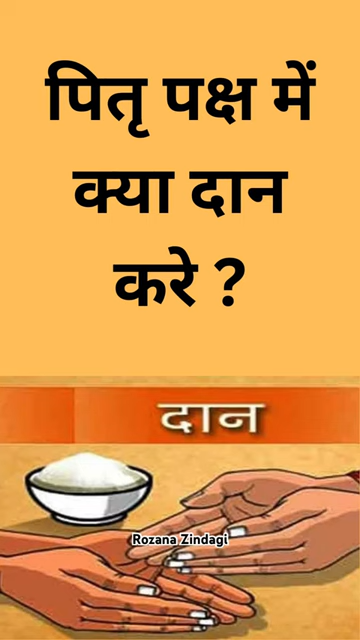 पितृ पक्ष में
क्या दान
करे ?
दान
Rozana Zindagi